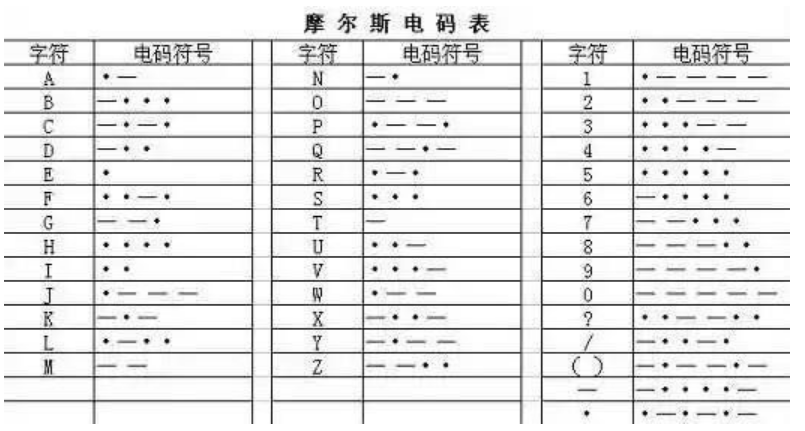 摩尔斯电码表
字符 电码符号 字符 电码符号 字符 电码符号
A •— N —• 1 •————
B —••• O ——— 2 ••———
C —•—• P •——• 3 •••——
D —•• Q ——•— 4 ••••—
E • R •—• 5 •••••
F ••—• S ••• 6 —••••
G ——• T — 7 ——•••
H •••• U ••— 8 ———••
I •• V •••— 9 ————•
J •——— W •—— 0 —————
K —•— X —••— ? ••——••
L •—•• Y —•—— / —••—•
M —— Z ——•• ( ) —•——•—
— —••••—
• •—•—•—